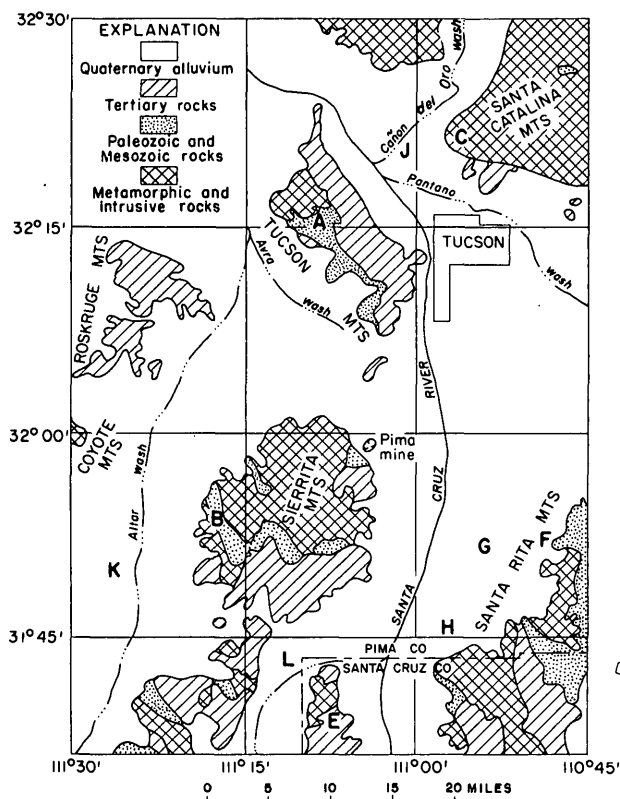 32°30'
EXPLANATION
Quaternary alluvium
Tertiary rocks
Paleozoic and
Mesozoic rocks
Metamorphic and
Intrusive rocks
Cañon del Oro wash
SANTA
CATALINA
MTS
C
J
Pantano
wash
32°15'
A
TUCSON
TUCSON MTS
Avra
wash
ROSKRUGE MTS
RIVER
32°00'
COYOTE
MTS
Pima
mine
SIERRITA
MTS
CRUZ
Altar wash
B
K
G
F
SANTA RITA MTS
SANTA
H
31°45'
PIMA CO
SANTA CRUZ CO
L
E
111°30'
111°15'
111°00'
110°45'
0 5 10 15 20 MILES